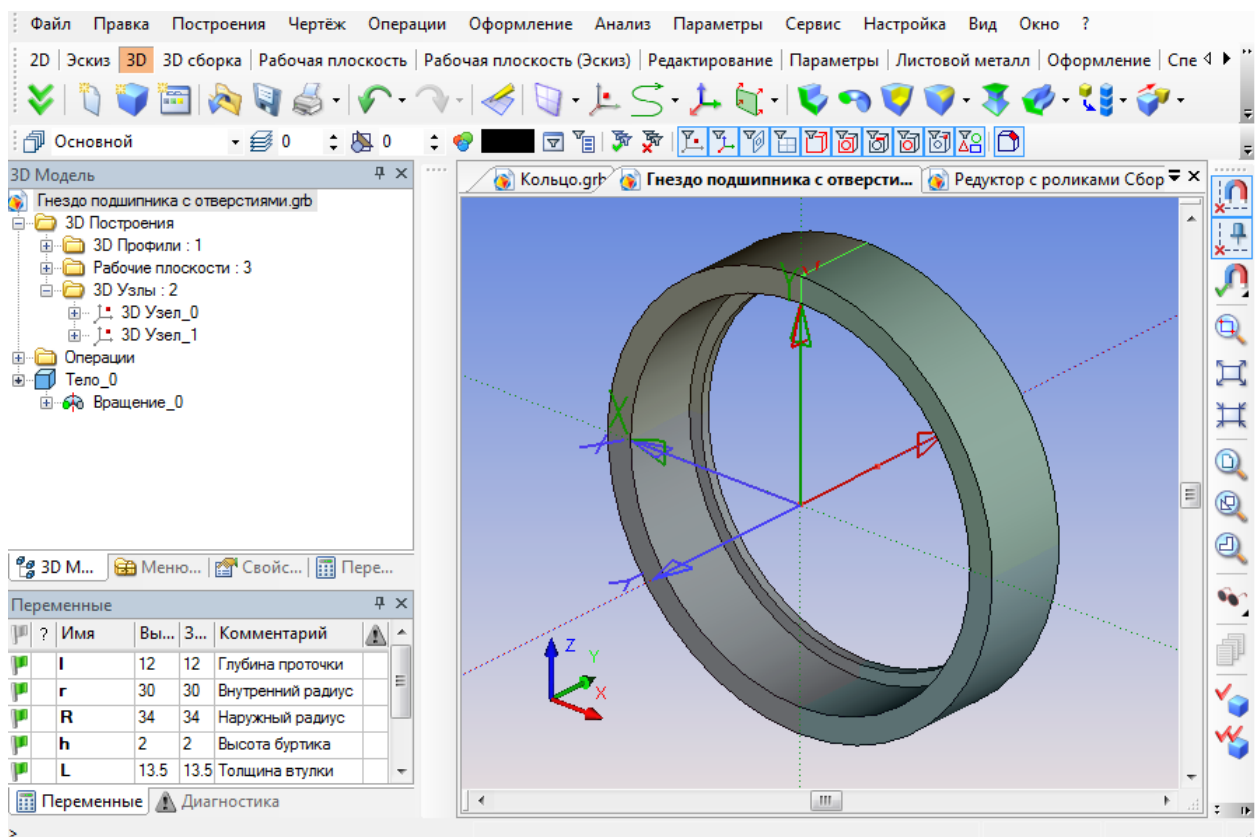 Файл Правка Построения Чертёж Операции Оформление Анализ Параметры Сервис Настройка Вид Окно ?
2D Эскиз 3D 3D сборка Рабочая плоскость Рабочая плоскость (Эскиз) Редактирование Параметры Листовой металл Оформление Спе
Основной 0 0
3D Модель
Кольцо.grb Гнездо подшипника с отверсти... Редуктор с роликами Сбор
Гнездо подшипника с отверстиями.grb
3D Построения
3D Профили : 1
Рабочие плоскости : 3
3D Узлы : 2
3D Узел_0
3D Узел_1
Операции
Тело_0
Вращение_0
Y
X
Z
Y
X
3D М... Меню... Свойс... Пере...
Переменные
? Имя Вы... З... Комментарий
l 12 12 Глубина проточки
r 30 30 Внутренний радиус
R 34 34 Наружный радиус
h 2 2 Высота буртика
L 13.5 13.5 Толщина втулки
Переменные Диагностика
>